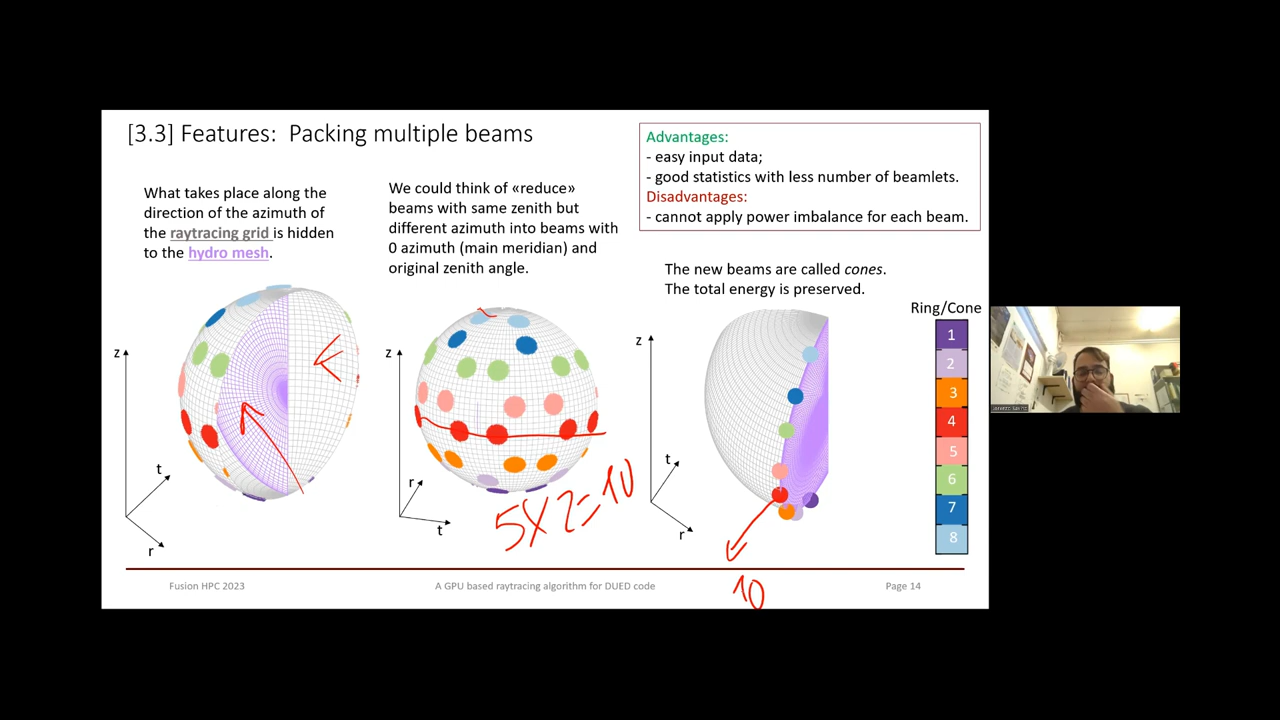 [3.3] Features: Packing multiple beams
Advantages:
- easy input data;
- good statistics with less number of beamlets.
Disadvantages:
- cannot apply power imbalance for each beam.
What takes place along the
direction of the azimuth of
the raytracing grid is hidden
to the hydro mesh.
We could think of «reduce»
beams with same zenith but
different azimuth into beams with
0 azimuth (main meridian) and
original zenith angle.
The new beams are called cones.
The total energy is preserved.
Ring/Cone
1
2
3
4
5
6
7
8
z
t
r
z
r
t
z
t
r
5X2=10
10
Fusion HPC 2023
A GPU based raytracing algorithm for DUED code
Page 14